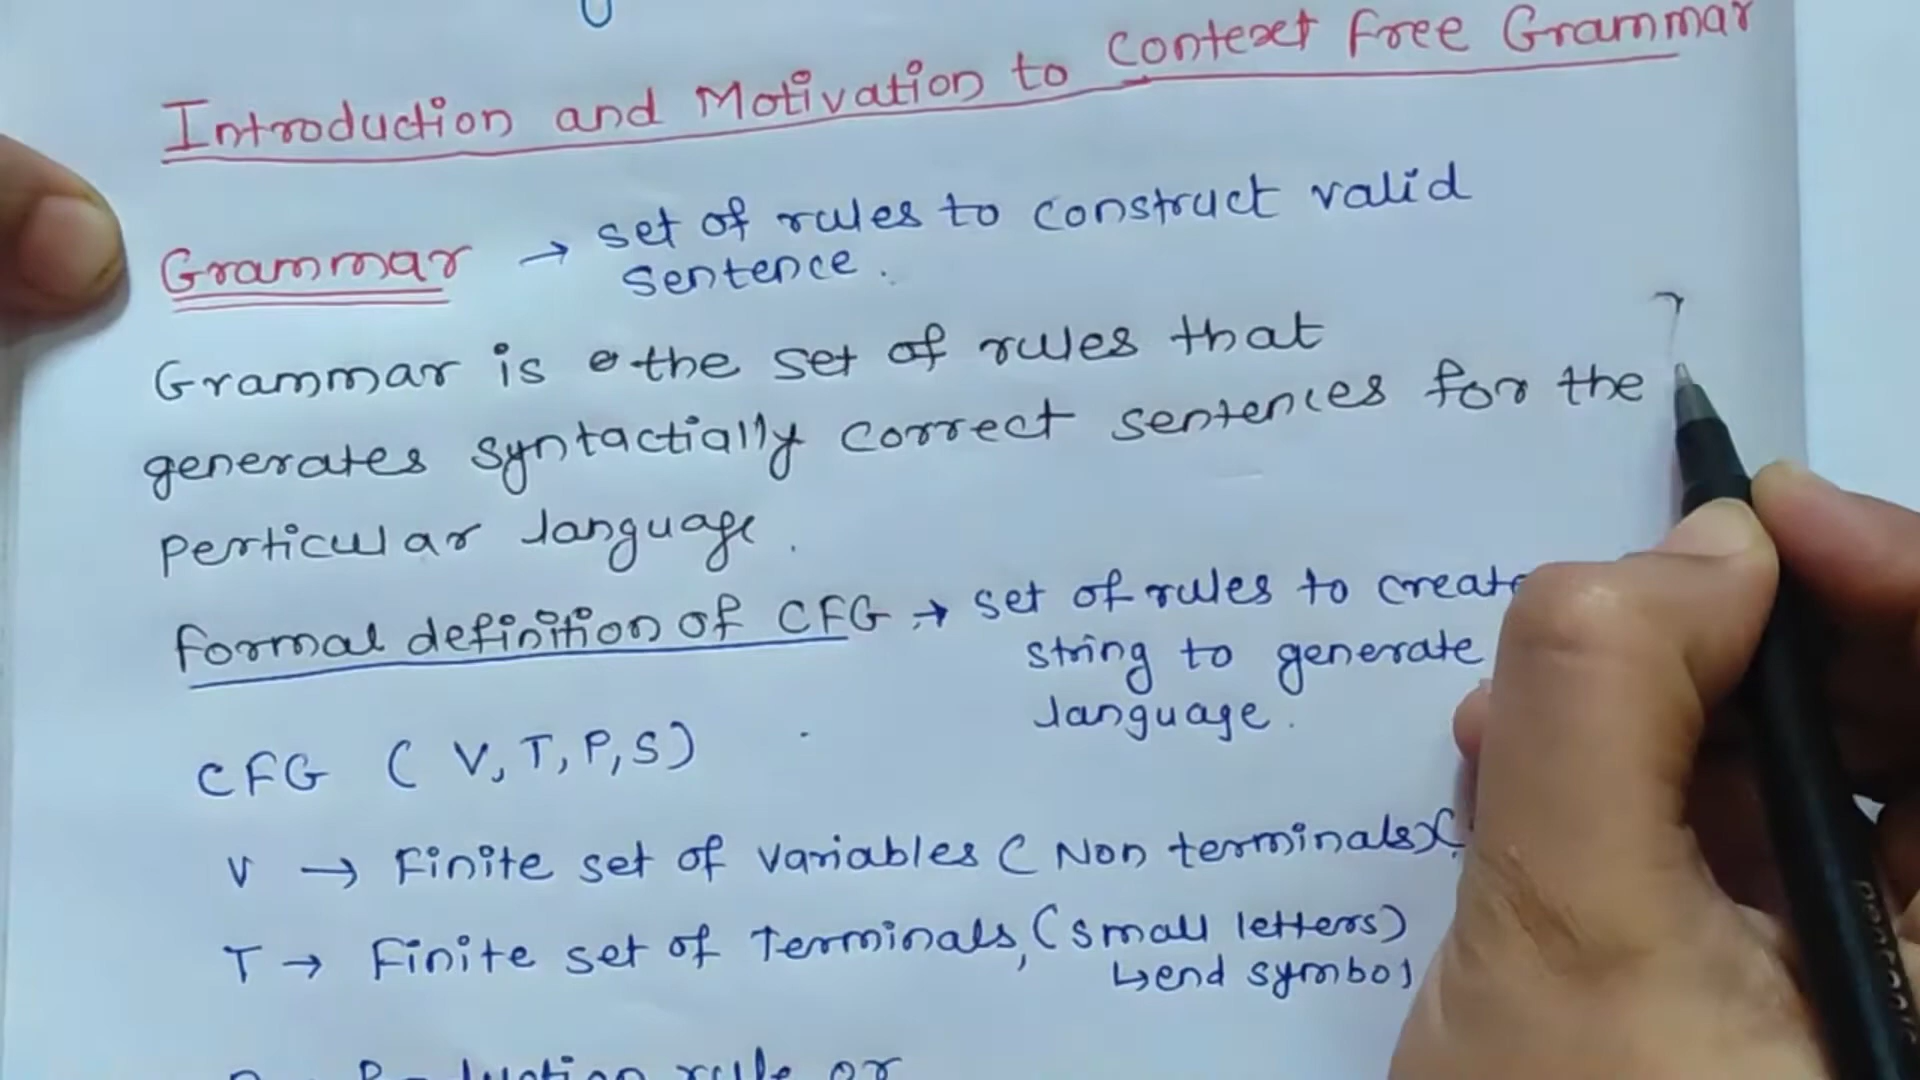 Introduction and Motivation to Context Free Grammar
Grammar → set of rules to construct valid
sentence.
Grammar is the set of rules that
generates syntactially correct sentences for the
perticular language.
Formal definition of CFG → set of rules to create
string to generate
language.
CFG ( V, T, P, S)
V → Finite set of variables ( Non terminals) (
T → Finite set of Terminals, (small letters)
↳ end symbol
Production rule or